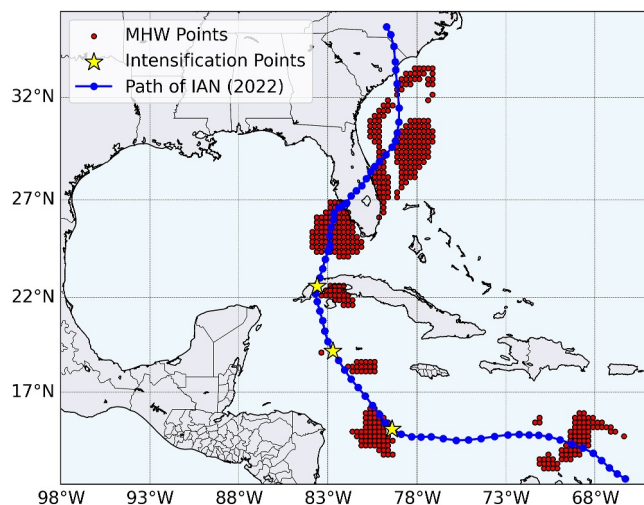 MHW Points
Intensification Points
Path of IAN (2022)
32°N
27°N
22°N
17°N
98°W 93°W 88°W 83°W 78°W 73°W 68°W